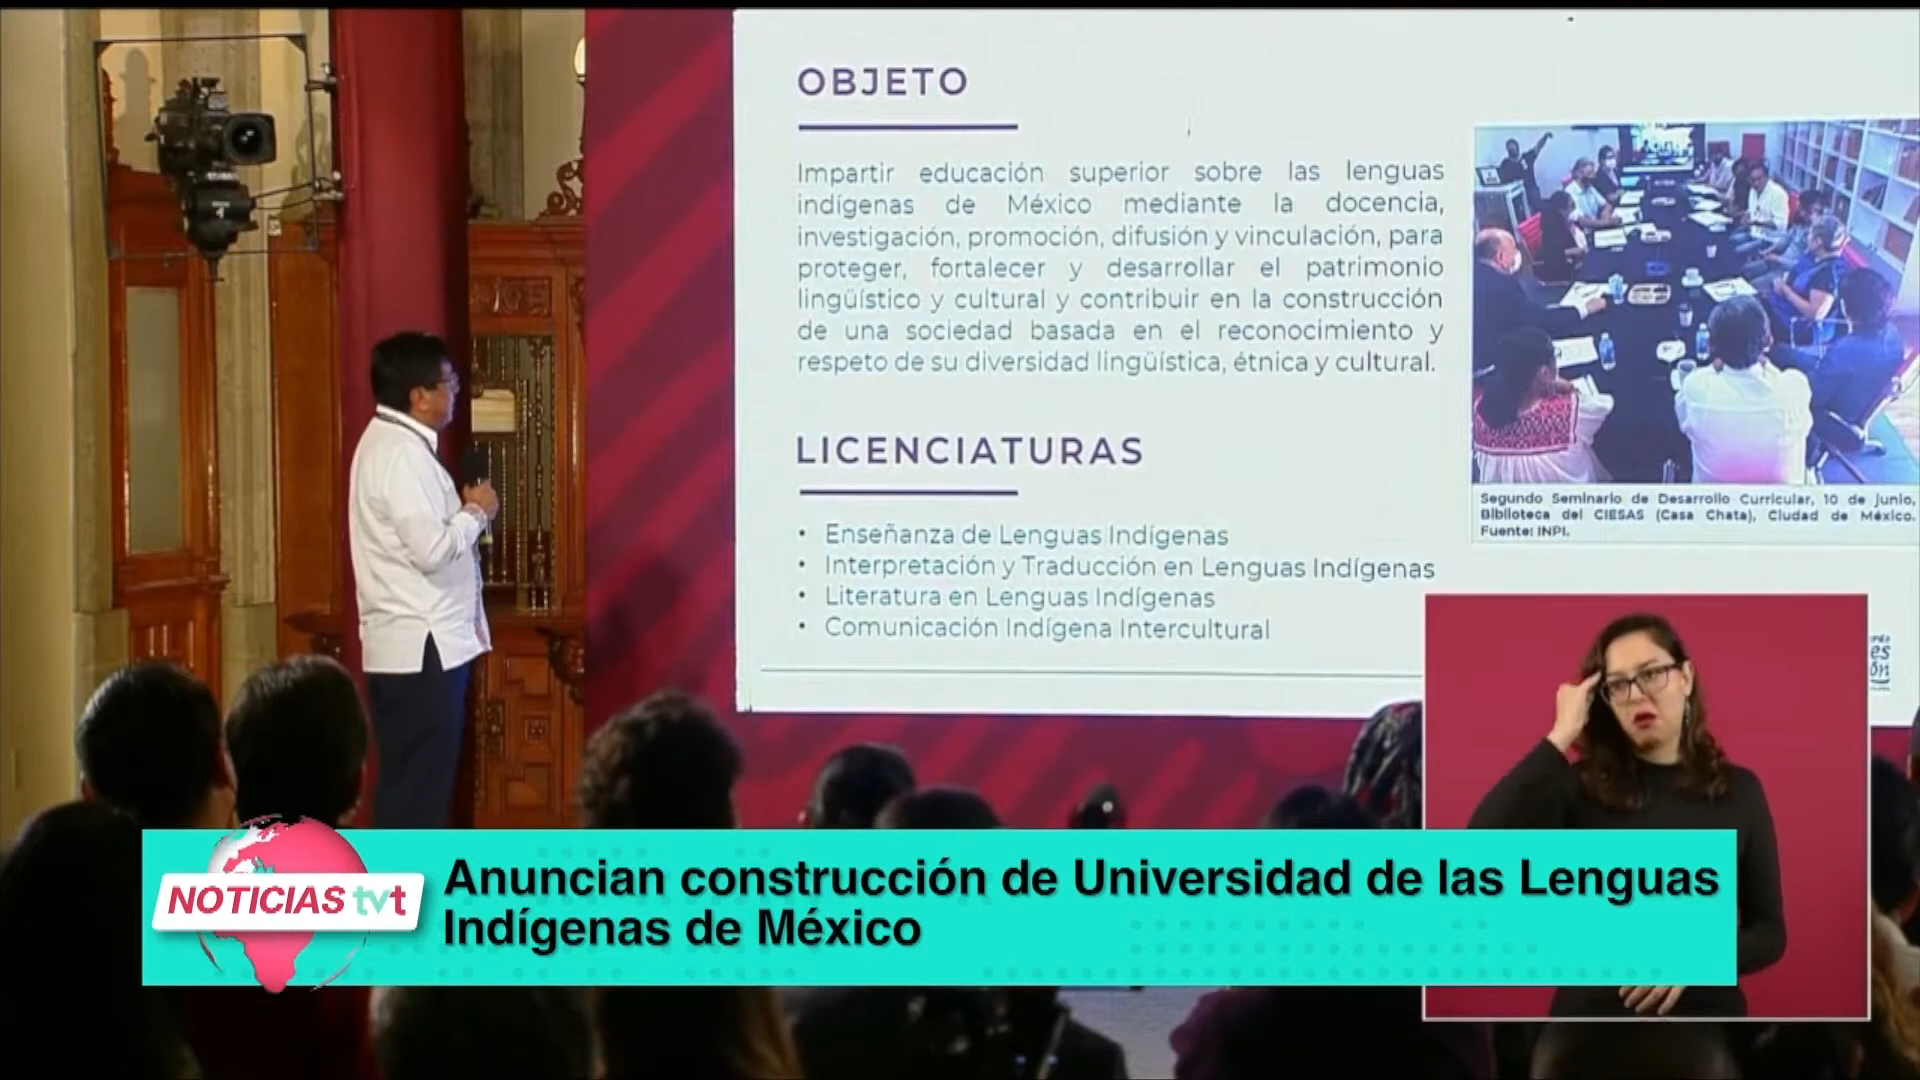 OBJETO
Impartir educación superior sobre las lenguas
indígenas de México mediante la docencia,
investigación, promoción, difusión y vinculación, para
proteger, fortalecer y desarrollar el patrimonio
lingüístico y cultural y contribuir en la construcción
de una sociedad basada en el reconocimiento y
respeto de su diversidad lingüística, étnica y cultural.
LICENCIATURAS
• Enseñanza de Lenguas Indígenas
• Interpretación y Traducción en Lenguas Indígenas
• Literatura en Lenguas Indígenas
• Comunicación Indígena Intercultural
Segundo Seminario de Desarrollo Curricular, 10 de junio,
Biblioteca del CIESAS (Casa Chata), Ciudad de México.
Fuente: INPI.
NOTICIAS tvt
Anuncian construcción de Universidad de las Lenguas
Indígenas de México